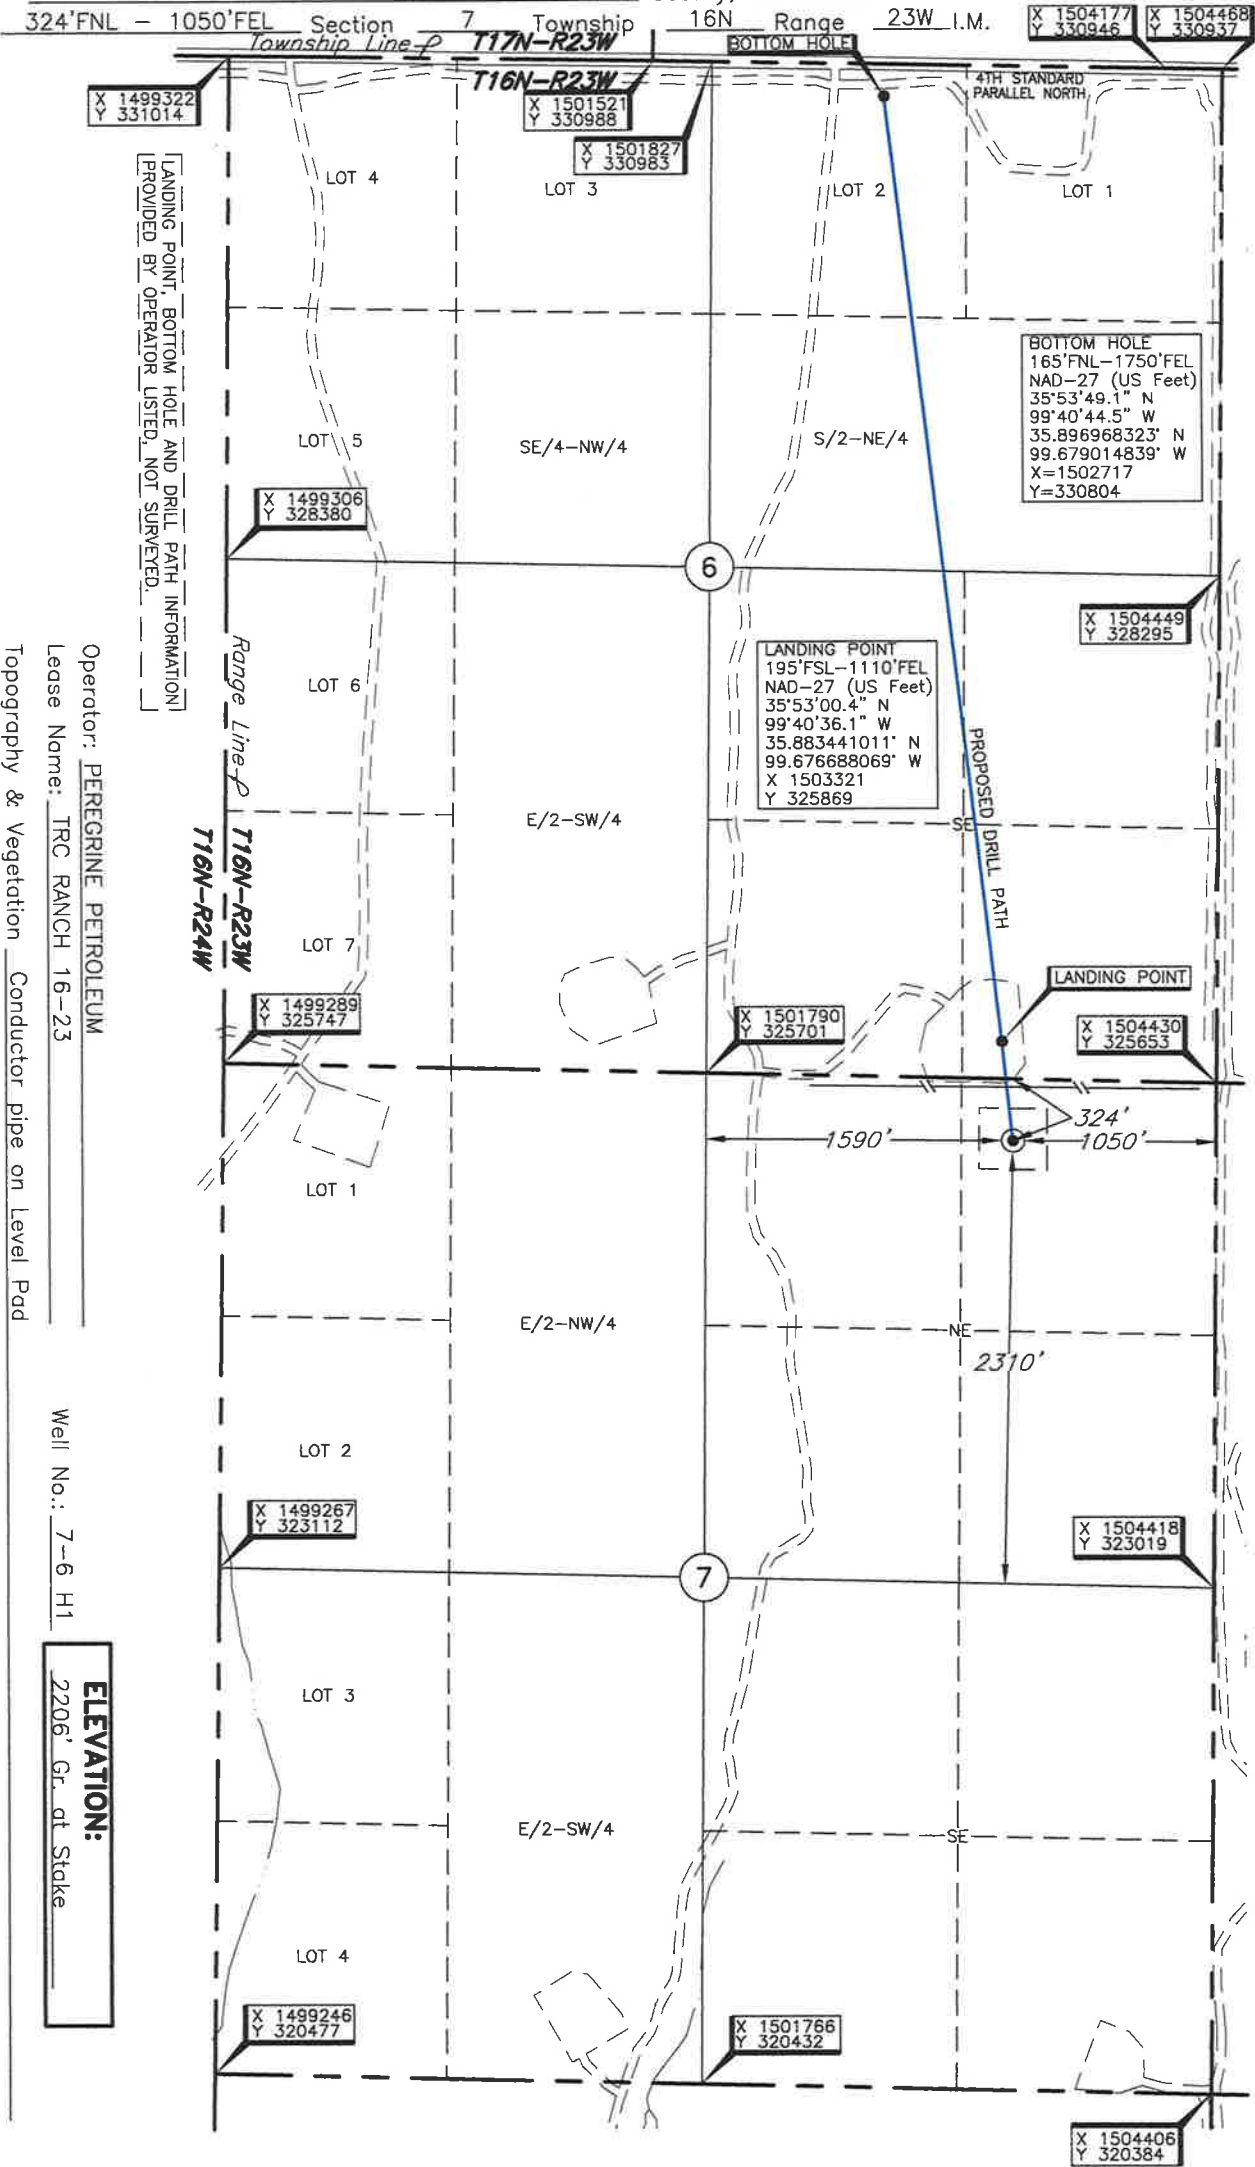 324'FNL - 1050'FEL Section 7 Township 16N Range 23W I.M.
X 1504177
Y 330946
X 1504468
Y 330937
Township Line
T17N-R23W
T16N-R23W
BOTTOM HOLE
4TH STANDARD
PARALLEL NORTH
X 1499322
Y 331014
X 1501521
Y 330988
X 1501827
Y 330983
LOT 4
LOT 3
LOT 2
LOT 1
LANDING POINT, BOTTOM HOLE AND DRILL PATH INFORMATION
PROVIDED BY OPERATOR LISTED, NOT SURVEYED.
BOTTOM HOLE
165'FNL-1750'FEL
NAD-27 (US Feet)
35°53'49.1" N
99°40'44.5" W
35.896968323° N
99.679014839° W
X=1502717
Y=330804
LOT 5
SE/4-NW/4
S/2-NE/4
X 1499306
Y 328380
6
X 1504449
Y 328295
LANDING POINT
195'FSL-1110'FEL
NAD-27 (US Feet)
35°53'00.4" N
99°40'36.1" W
35.883441011° N
99.676688069° W
X 1503321
Y 325869
Range Line
LOT 6
PROPOSED DRILL PATH
E/2-SW/4
SE
T16N-R23W
T16N-R24W
LOT 7
LANDING POINT
X 1499289
Y 325747
X 1501790
Y 325701
X 1504430
Y 325653
324'
1590'
1050'
LOT 1
E/2-NW/4
NE
2310'
LOT 2
X 1499267
Y 323112
X 1504418
Y 323019
7
LOT 3
E/2-SW/4
SE
LOT 4
X 1499246
Y 320477
X 1501766
Y 320432
X 1504406
Y 320384
Operator: PEREGRINE PETROLEUM
Lease Name: TRC RANCH 16-23
Well No.: 7-6 H1
Topography & Vegetation Conductor pipe on Level Pad
ELEVATION:
2206' Gr. at Stake